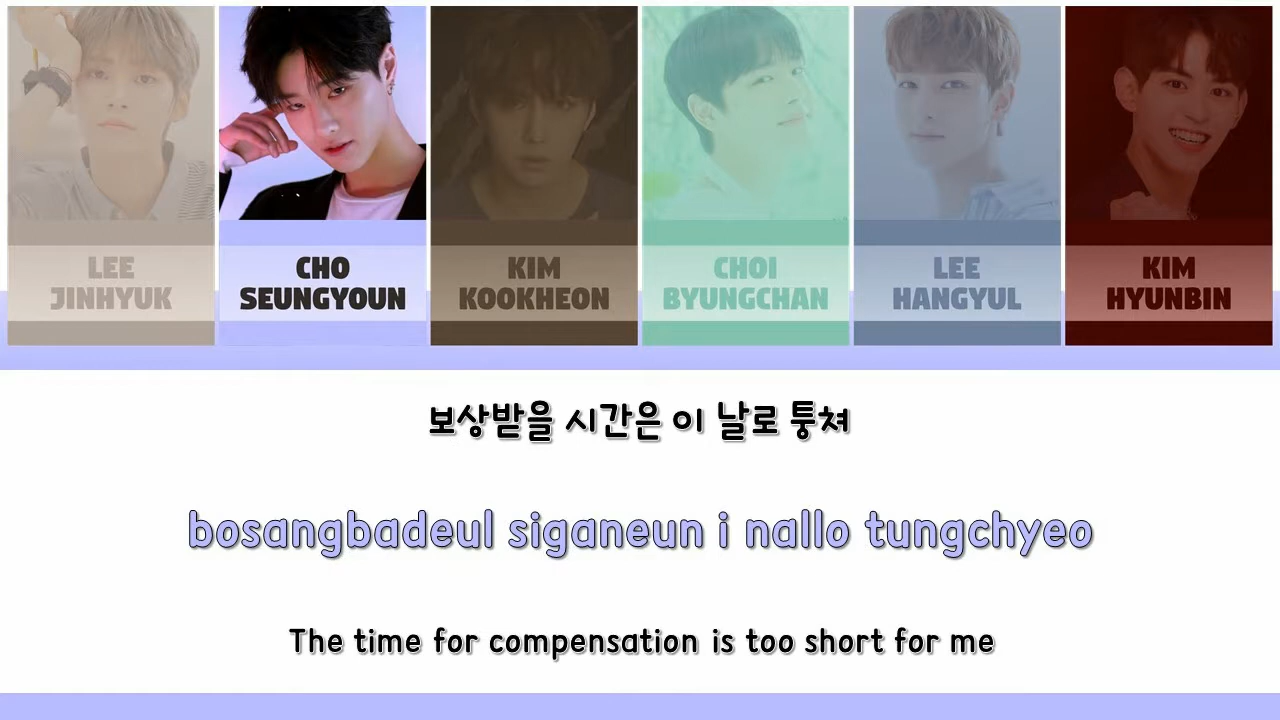 LEE
JINHYUK
CHO
SEUNGYOUN
KIM
KOOKHEON
CHOI
BYUNGCHAN
LEE
HANGYUL
KIM
HYUNBIN
보상받을 시간은 이 날로 퉁쳐
bosangbadeul siganeun i nallo tungchyeo
The time for compensation is too short for me